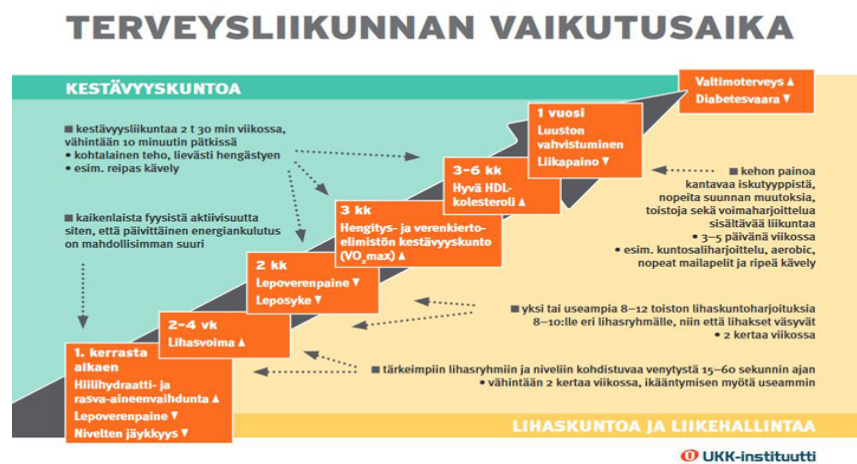 TERVEYSLIIKUNNAN VAIKUTUSAIKA
KESTÄVYYSKUNTOA
■ kestävyysliikuntaa 2 t 30 min viikossa,
vähintään 10 minuutin pätkissä
• kohtalainen teho, lievästi hengästyen
• esim. reipas kävely
■ kaikenlaista fyysistä aktiivisuutta
siten, että päivittäinen energiankulutus
on mahdollisimman suuri
1. kerrasta
alkaen
Hiilihydraatti- ja
rasva-aineenvaihdunta ▲
Lepoverenpaine ▼
Nivelten jäykkyys ▼
2–4 vk
Lihasvoima ▲
2 kk
Lepoverenpaine ▼
Leposyke ▼
3 kk
Hengitys- ja verenkierto-
elimistön kestävyyskunto
(VO₂max) ▲
3–6 kk
Hyvä HDL-
kolesteroli ▲
1 vuosi
Luuston
vahvistuminen
Liikapaino ▼
Valtimoterveys ▲
Diabetesvaara ▼
■ kehon painoa
kantavaa iskutyyppistä,
nopeita suunnan muutoksia,
toistoja sekä voimaharjoittelua
sisältävää liikuntaa
• 3–5 päivänä viikossa
• esim. kuntosaliharjoittelu, aerobic,
nopeat mailapelit ja ripeä kävely
■ yksi tai useampia 8–12 toiston lihaskuntoharjoituksia
8–10:lle eri lihasryhmälle, niin että lihakset väsyvät
• 2 kertaa viikossa
■ tärkeimpiin lihasryhmiin ja niveliin kohdistuvaa venytystä 15–60 sekunnin ajan
• vähintään 2 kertaa viikossa, ikääntymisen myötä useammin
LIHASKUNTOA JA LIIKEHALLINTAA
UKK-instituutti